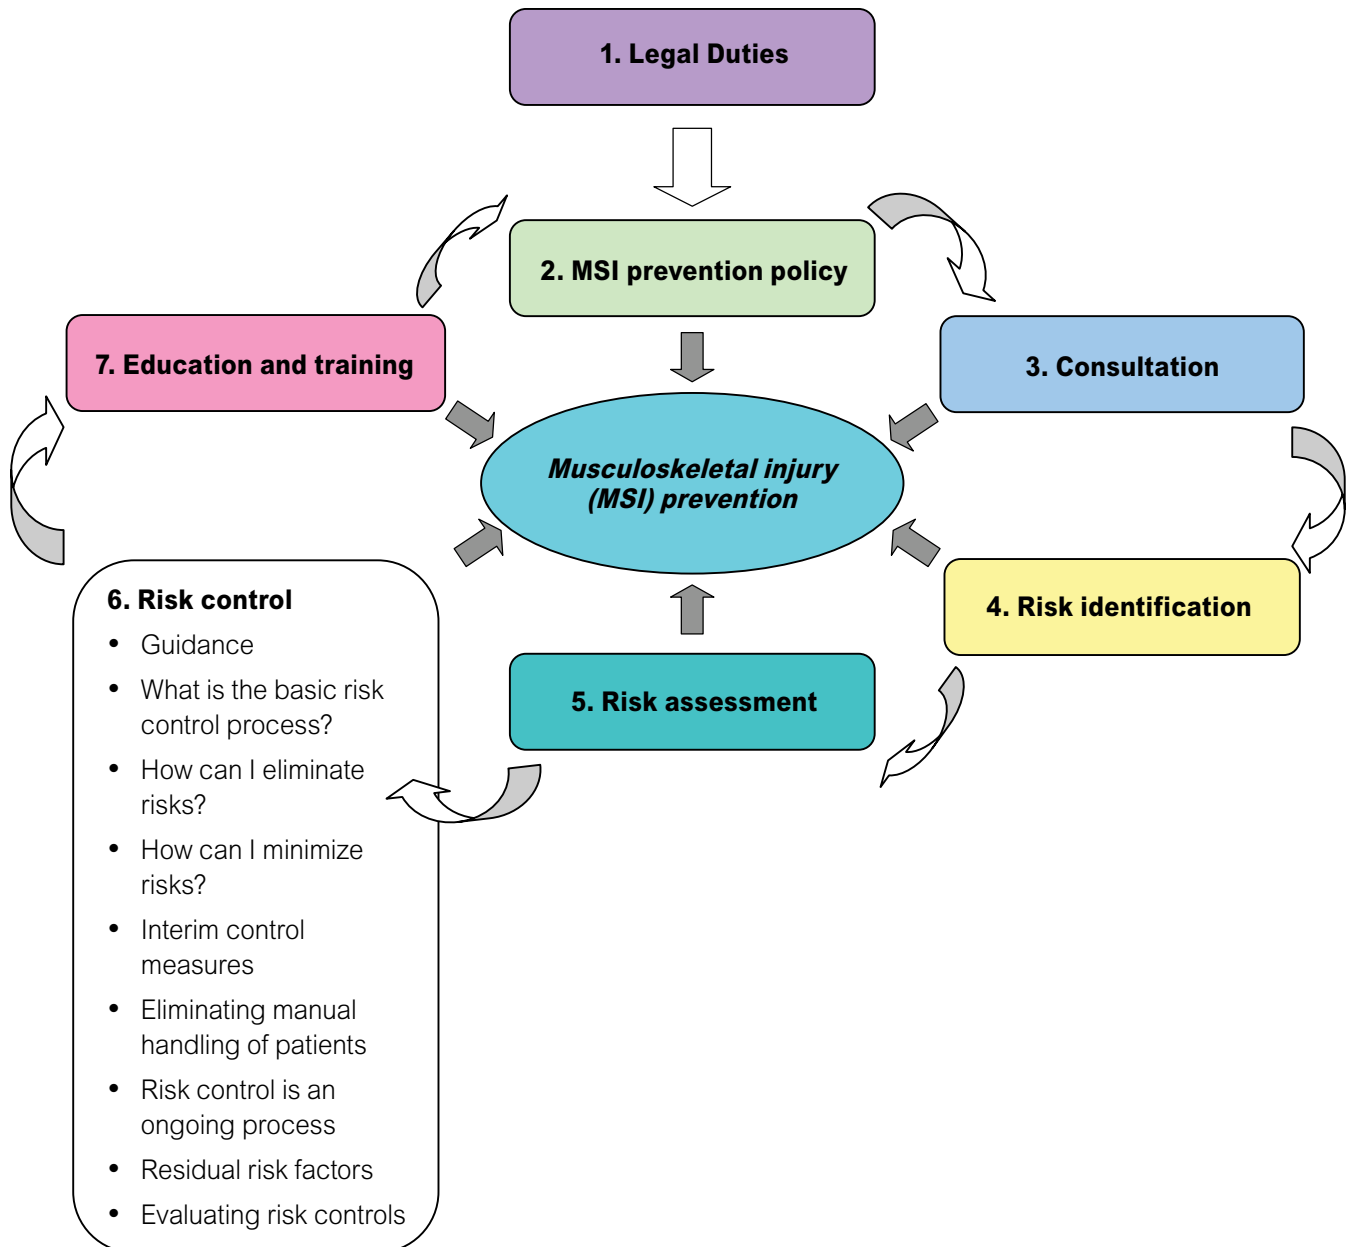 1. Legal Duties
2. MSI prevention policy
7. Education and training
3. Consultation
Musculoskeletal injury
(MSI) prevention
4. Risk identification
5. Risk assessment
6. Risk control
• Guidance
• What is the basic risk
control process?
• How can I eliminate
risks?
• How can I minimize
risks?
• Interim control
measures
• Eliminating manual
handling of patients
• Risk control is an
ongoing process
• Residual risk factors
• Evaluating risk controls